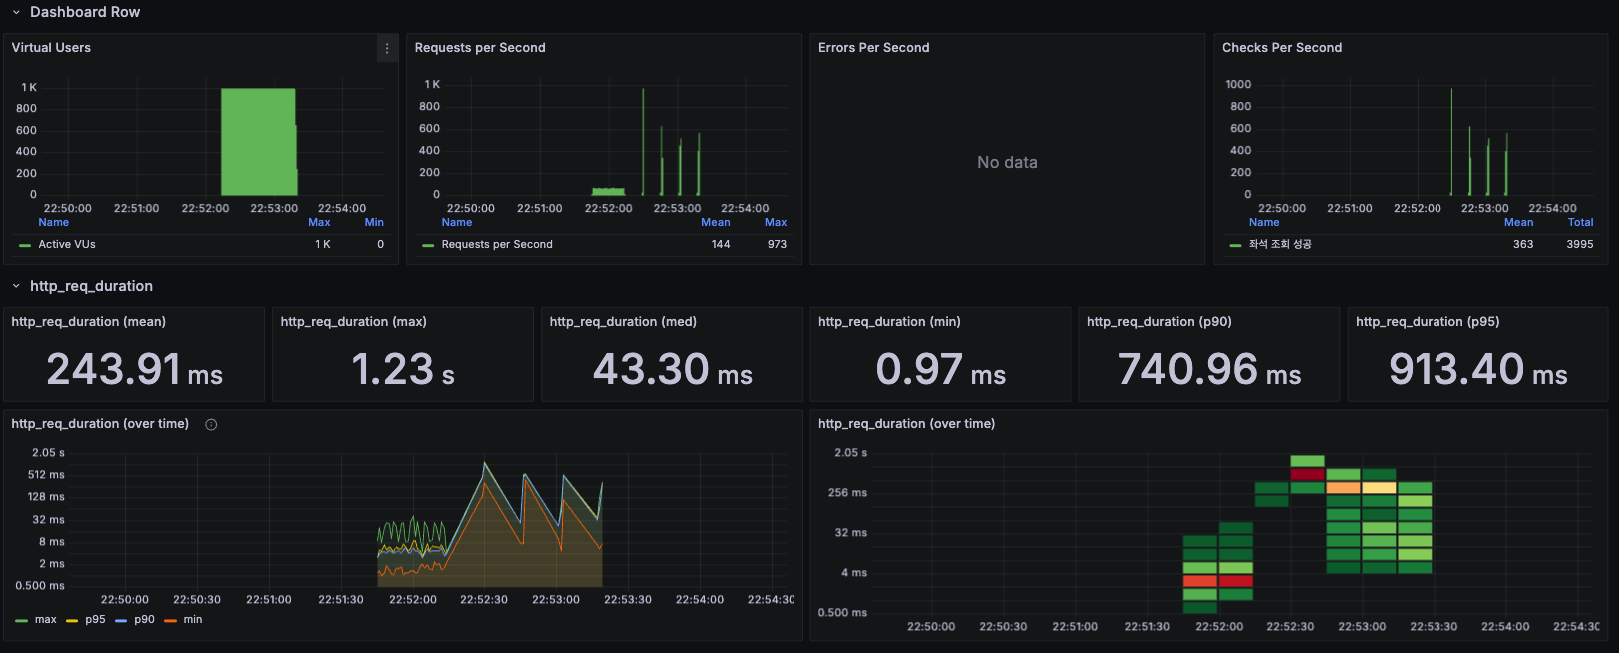 Dashboard Row
Virtual Users
1 K
800
600
400
200
0
22:50:00 22:51:00 22:52:00 22:53:00 22:54:00
Name Max Min
Active VUs 1 K 0
Requests per Second
1 K
800
600
400
200
0
22:50:00 22:51:00 22:52:00 22:53:00 22:54:00
Name Mean Max
Requests per Second 144 973
Errors Per Second
No data
Checks Per Second
1000
800
600
400
200
0
22:50:00 22:51:00 22:52:00 22:53:00 22:54:00
Name Mean Total
좌석 조회 성공 363 3995
http_req_duration
http_req_duration (mean)
243.91 ms
http_req_duration (max)
1.23 s
http_req_duration (med)
43.30 ms
http_req_duration (min)
0.97 ms
http_req_duration (p90)
740.96 ms
http_req_duration (p95)
913.40 ms
http_req_duration (over time)
2.05 s
512 ms
128 ms
32 ms
8 ms
2 ms
0.500 ms
22:50:00 22:50:30 22:51:00 22:51:30 22:52:00 22:52:30 22:53:00 22:53:30 22:54:00 22:54:30
max p95 p90 min
http_req_duration (over time)
2.05 s
256 ms
32 ms
4 ms
0.500 ms
22:50:00 22:50:30 22:51:00 22:51:30 22:52:00 22:52:30 22:53:00 22:53:30 22:54:00 22:54:30